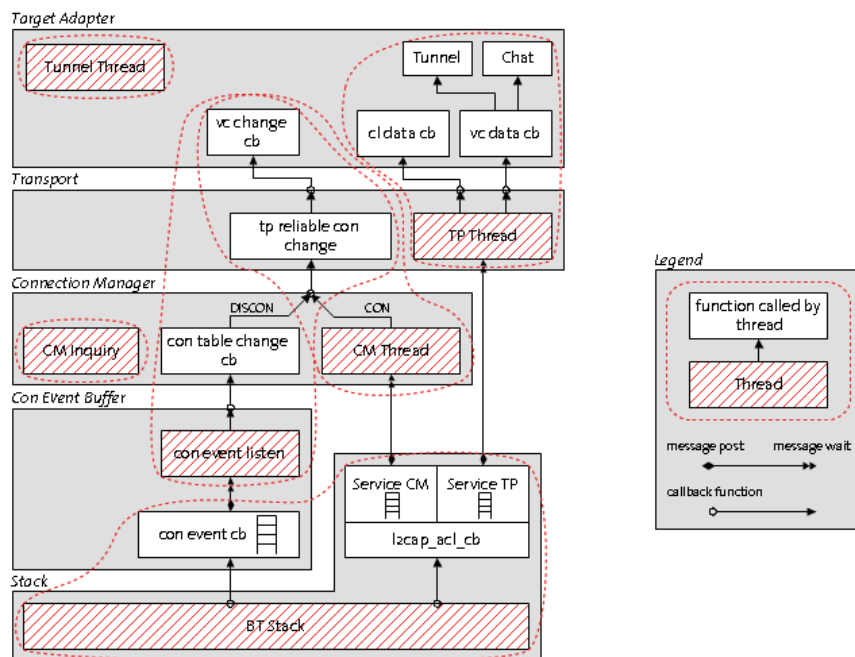 Target Adapter
Tunnel Thread
Tunnel
Chat
vc change
cb
cl data cb
vc data cb
Transport
tp reliable con
change
TP Thread
Connection Manager
DISCON
CON
CM Inquiry
con table change
cb
CM Thread
Con Event Buffer
con event listen
Service CM
Service TP
con event cb
l2cap_acl_cb
Stack
BT Stack
Legend
function called by
thread
Thread
message post
message wait
callback function